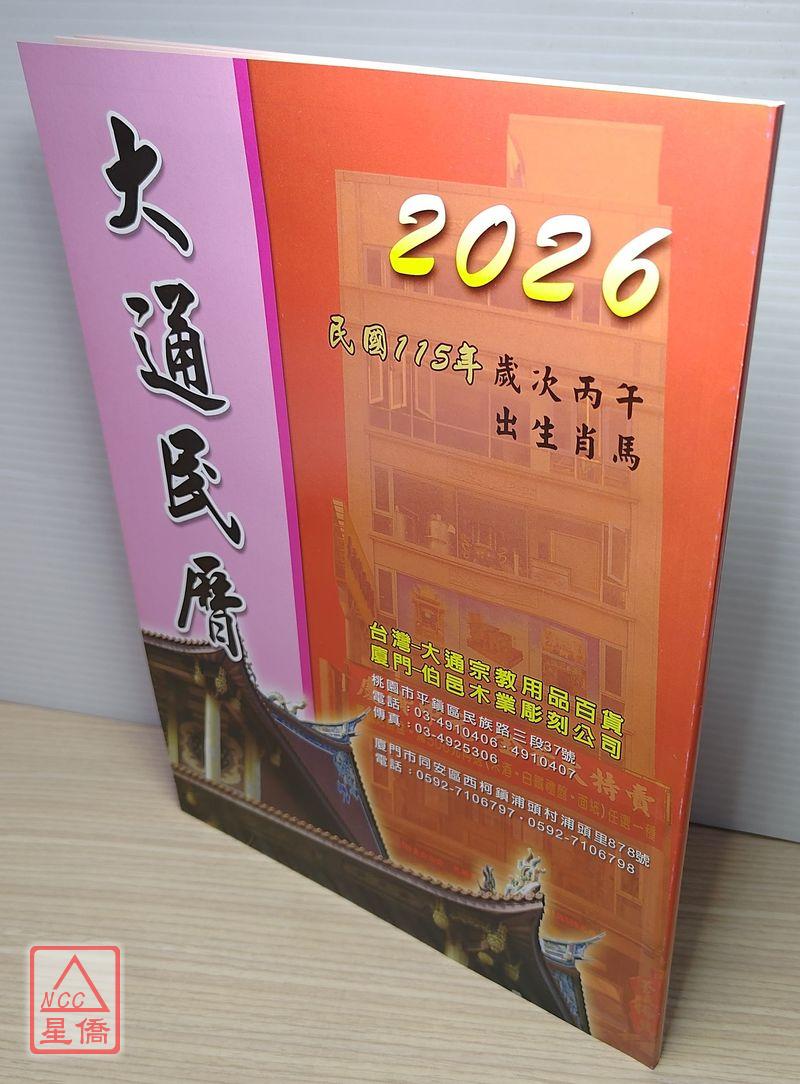 大通民曆
2026
民國115年
歲次丙午
出生肖馬
台灣-大通宗教用品百貨
廈門-伯邑木業彫刻公司
桃園市平鎮區民族路三段37號
電話：03-4910406·4910407
傳真：03-4925306
特賣
任選一種
廈門市同安區西柯鎮浦頭村浦頭里878號
電話：0592-7106797·0592-7106798
NCC
星僑